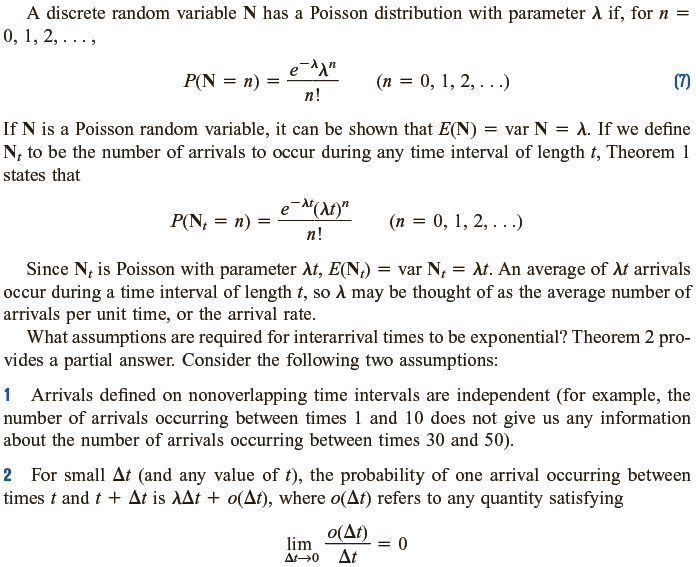 A discrete random variable N has a Poisson distribution with parameter λ if, for n =
0, 1, 2, . . . ,
P(N = n) = e^{−λ}λ^n / n!    (n = 0, 1, 2, . . .)    (7)
If N is a Poisson random variable, it can be shown that E(N) = var N = λ. If we define
N_t to be the number of arrivals to occur during any time interval of length t, Theorem 1
states that
P(N_t = n) = e^{−λt}(λt)^n / n!    (n = 0, 1, 2, . . .)
Since N_t is Poisson with parameter λt, E(N_t) = var N_t = λt. An average of λt arrivals
occur during a time interval of length t, so λ may be thought of as the average number of
arrivals per unit time, or the arrival rate.
What assumptions are required for interarrival times to be exponential? Theorem 2 pro-
vides a partial answer. Consider the following two assumptions:
1 Arrivals defined on nonoverlapping time intervals are independent (for example, the
number of arrivals occurring between times 1 and 10 does not give us any information
about the number of arrivals occurring between times 30 and 50).
2 For small Δt (and any value of t), the probability of one arrival occurring between
times t and t + Δt is λΔt + o(Δt), where o(Δt) refers to any quantity satisfying
lim_{Δt→0} o(Δt) / Δt = 0